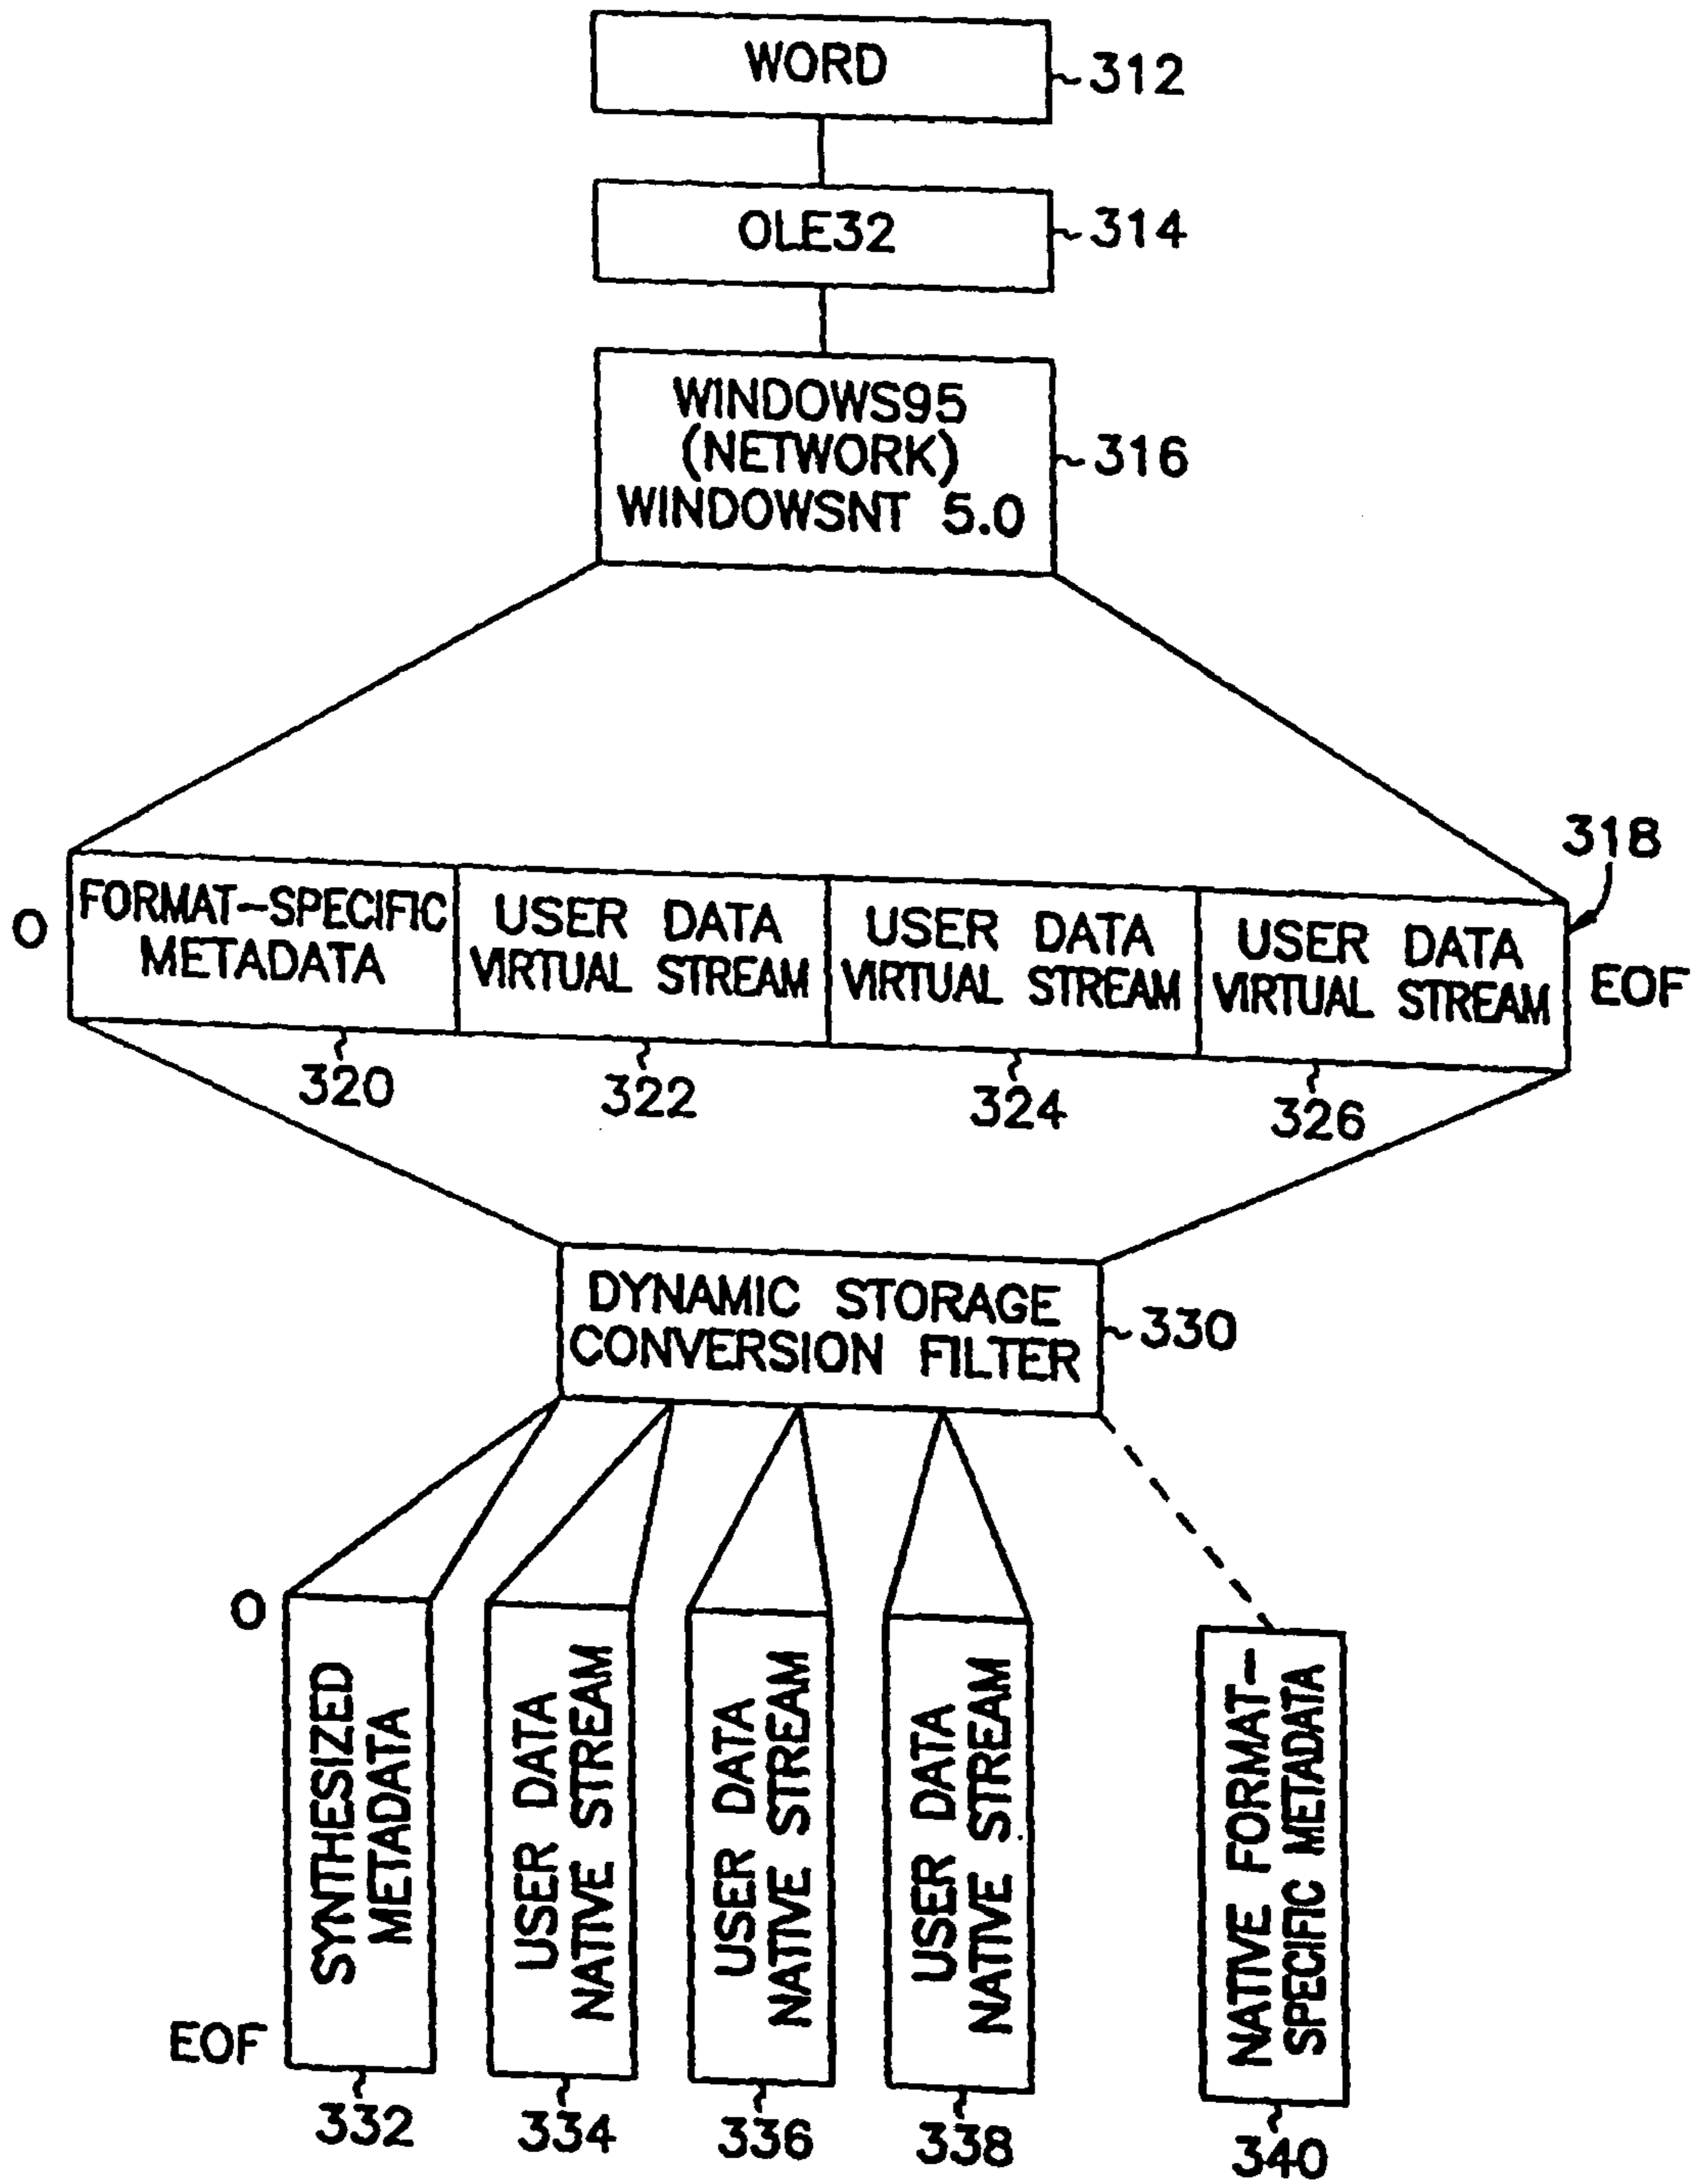 WORD
312
OLE32
314
WINDOWS95
(NETWORK)
WINDOWSNT 5.0
316
318
0
FORMAT-SPECIFIC
METADATA
USER DATA
VIRTUAL STREAM
USER DATA
VIRTUAL STREAM
USER DATA
VIRTUAL STREAM
EOF
320
322
324
326
DYNAMIC STORAGE
CONVERSION FILTER
330
0
SYNTHESIZED
METADATA
USER DATA
NATIVE STREAM
USER DATA
NATIVE STREAM
USER DATA
NATIVE STREAM
NATIVE FORMAT-
SPECIFIC METADATA
EOF
332
334
336
338
340